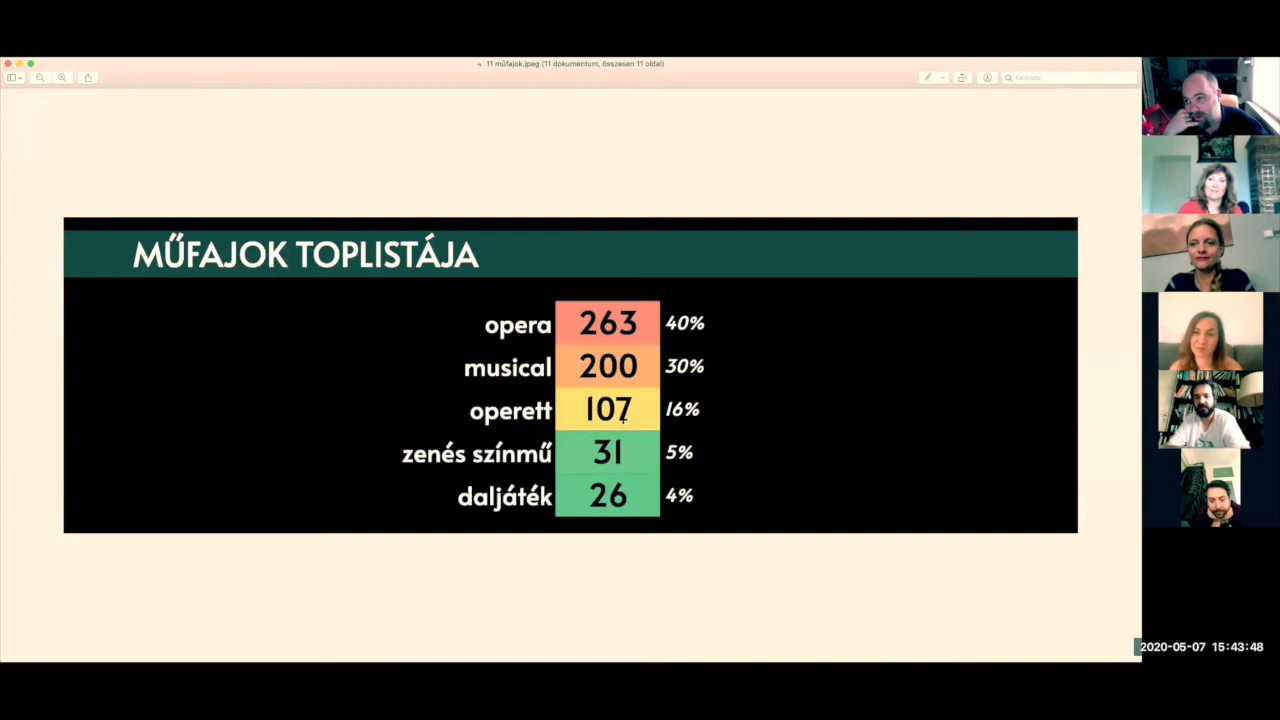 11 műfajok.jpeg (11 dokumentum, összesen 11 oldal)
Keresés
MŰFAJOK TOPLISTÁJA
opera 263 40%
musical 200 30%
operett 107 16%
zenés színmű 31 5%
daljáték 26 4%
2020-05-07 15:43:48